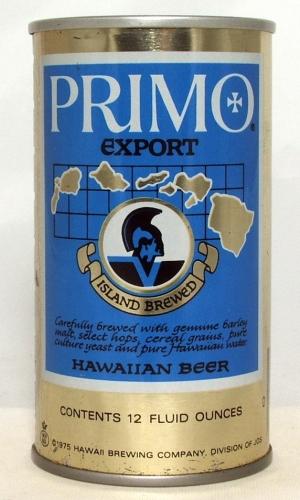 PRIMO
EXPORT
ISLAND BREWED
Carefully brewed with genuine barley
malt, select hops, cereal grains, pure
culture yeast and pure Hawaiian water
HAWAIIAN BEER
CONTENTS 12 FLUID OUNCES
©1975 HAWAII BREWING COMPANY, DIVISION OF JOS